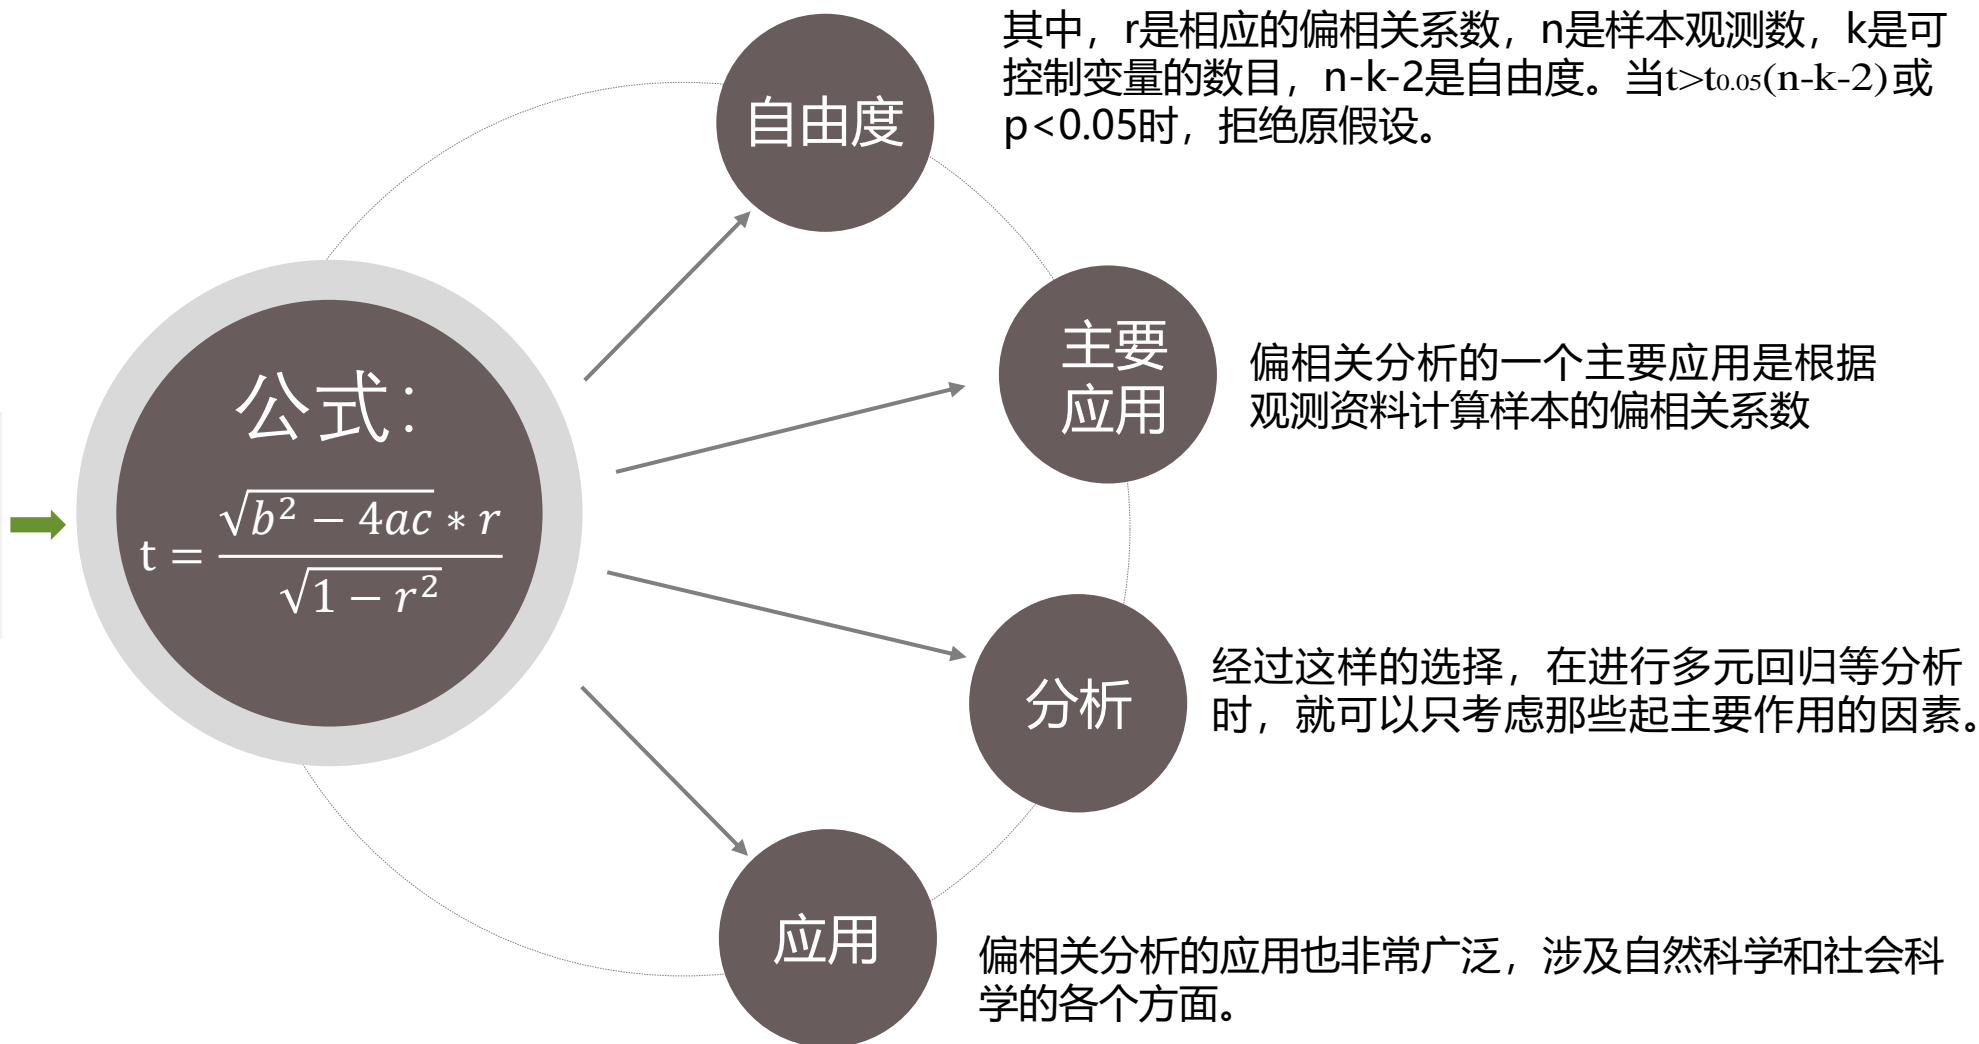 自由度
其中，r是相应的偏相关系数，n是样本观测数，k是可
控制变量的数目，n-k-2是自由度。当t>t0.05(n-k-2)或
p<0.05时，拒绝原假设。
公式：
t = \frac{\sqrt{b^2 - 4ac} * r}{\sqrt{1 - r^2}}
主要
应用
偏相关分析的一个主要应用是根据
观测资料计算样本的偏相关系数
分析
经过这样的选择，在进行多元回归等分析
时，就可以只考虑那些起主要作用的因素。
应用
偏相关分析的应用也非常广泛，涉及自然科学和社会科
学的各个方面。